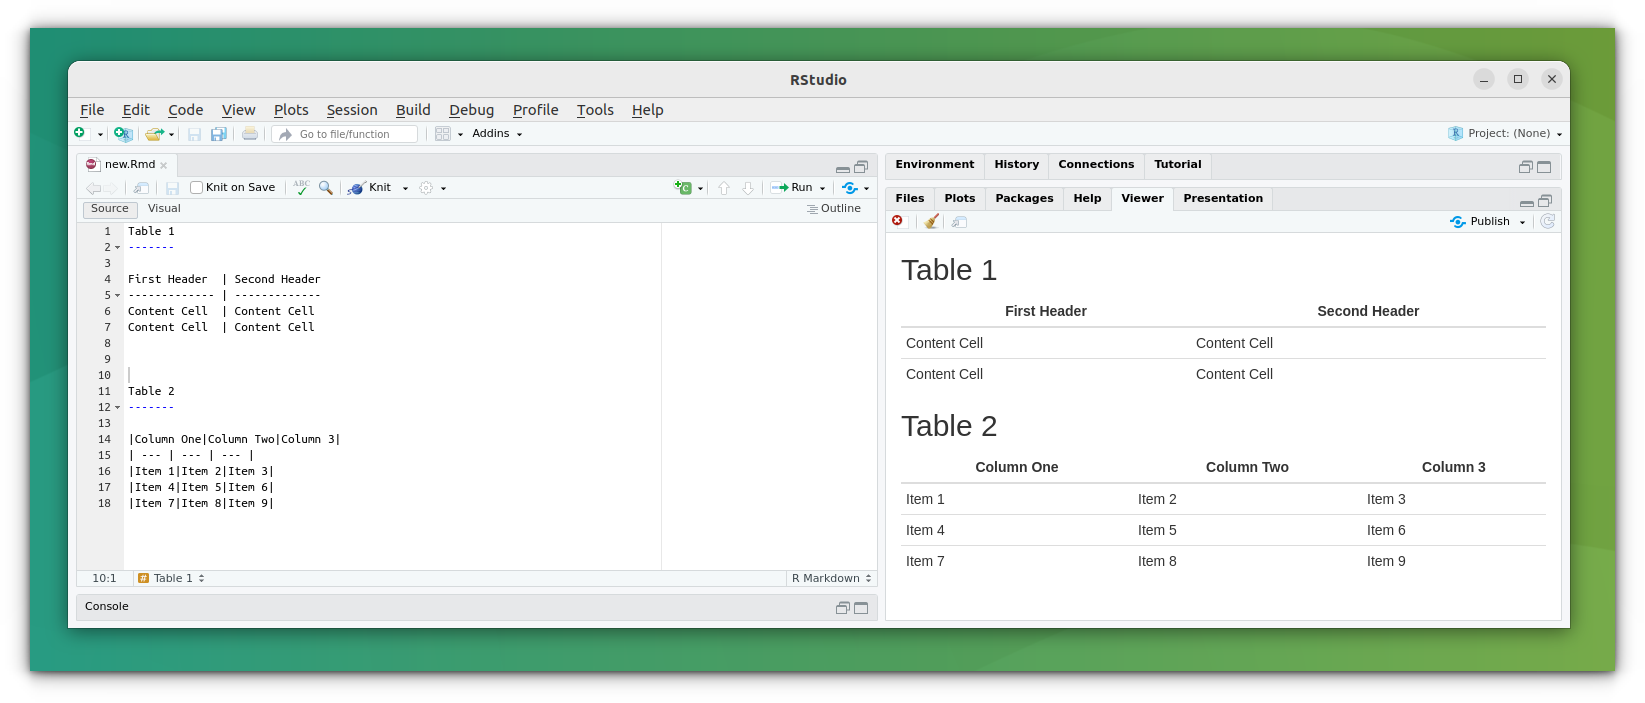 RStudio
File Edit Code View Plots Session Build Debug Profile Tools Help
Go to file/function Addins Project: (None)
new.Rmd
Knit on Save ABC Knit Run
Source Visual Outline
1 Table 1
2 -------
3
4 First Header  | Second Header
5 ------------- | -------------
6 Content Cell  | Content Cell
7 Content Cell  | Content Cell
8
9
10
11 Table 2
12 -------
13
14 |Column One|Column Two|Column 3|
15 | --- | --- | --- |
16 |Item 1|Item 2|Item 3|
17 |Item 4|Item 5|Item 6|
18 |Item 7|Item 8|Item 9|
10:1 # Table 1 R Markdown
Console
Environment History Connections Tutorial
Files Plots Packages Help Viewer Presentation
Publish
Table 1
First Header Second Header
Content Cell Content Cell
Content Cell Content Cell
Table 2
Column One Column Two Column 3
Item 1 Item 2 Item 3
Item 4 Item 5 Item 6
Item 7 Item 8 Item 9